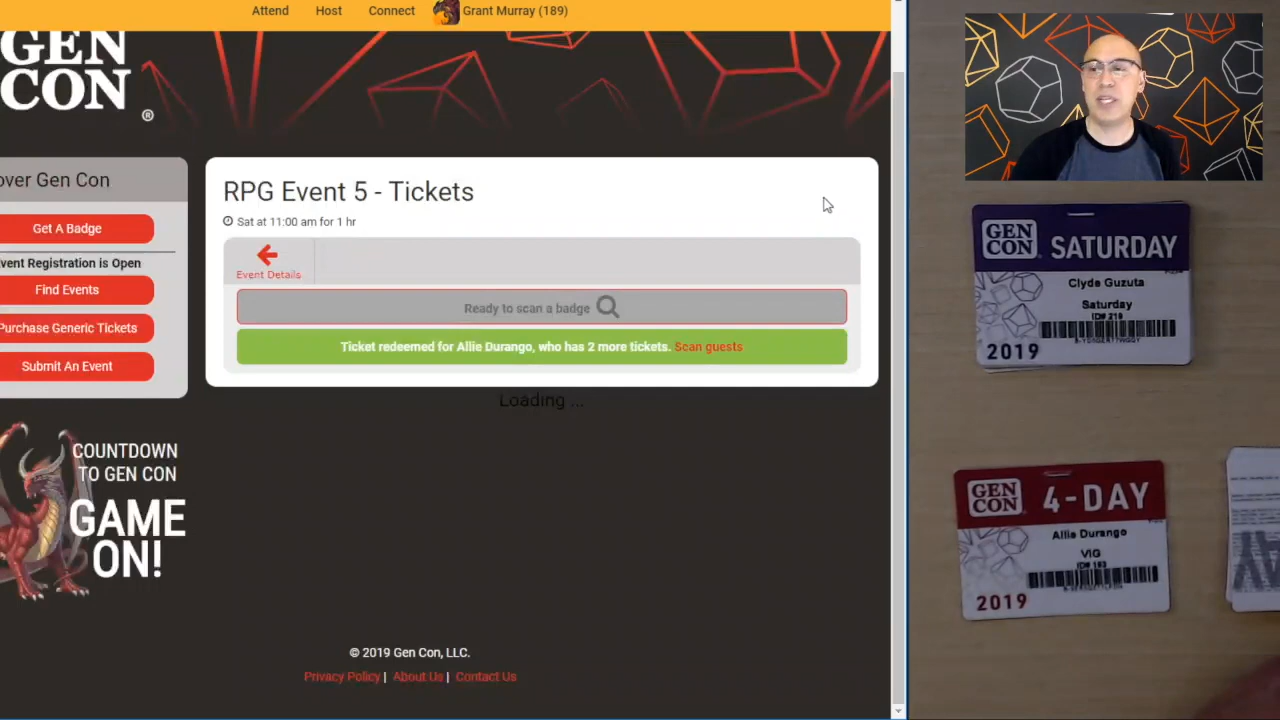 Attend Host Connect Grant Murray (189)
GEN
CON
®
over Gen Con
Get A Badge
vent Registration is Open
Find Events
Purchase Generic Tickets
Submit An Event
COUNTDOWN
TO GEN CON
GAME
ON!
RPG Event 5 - Tickets
Sat at 11:00 am for 1 hr
Event Details
Ready to scan a badge
Ticket redeemed for Allie Durango, who has 2 more tickets. Scan guests
Loading ...
© 2019 Gen Con, LLC.
Privacy Policy | About Us | Contact Us
GEN
CON
SATURDAY
Clyde Guzuta
Saturday
ID# 219
2019
GEN
CON
4-DAY
Allie Durango
VIG
ID# 183
2019